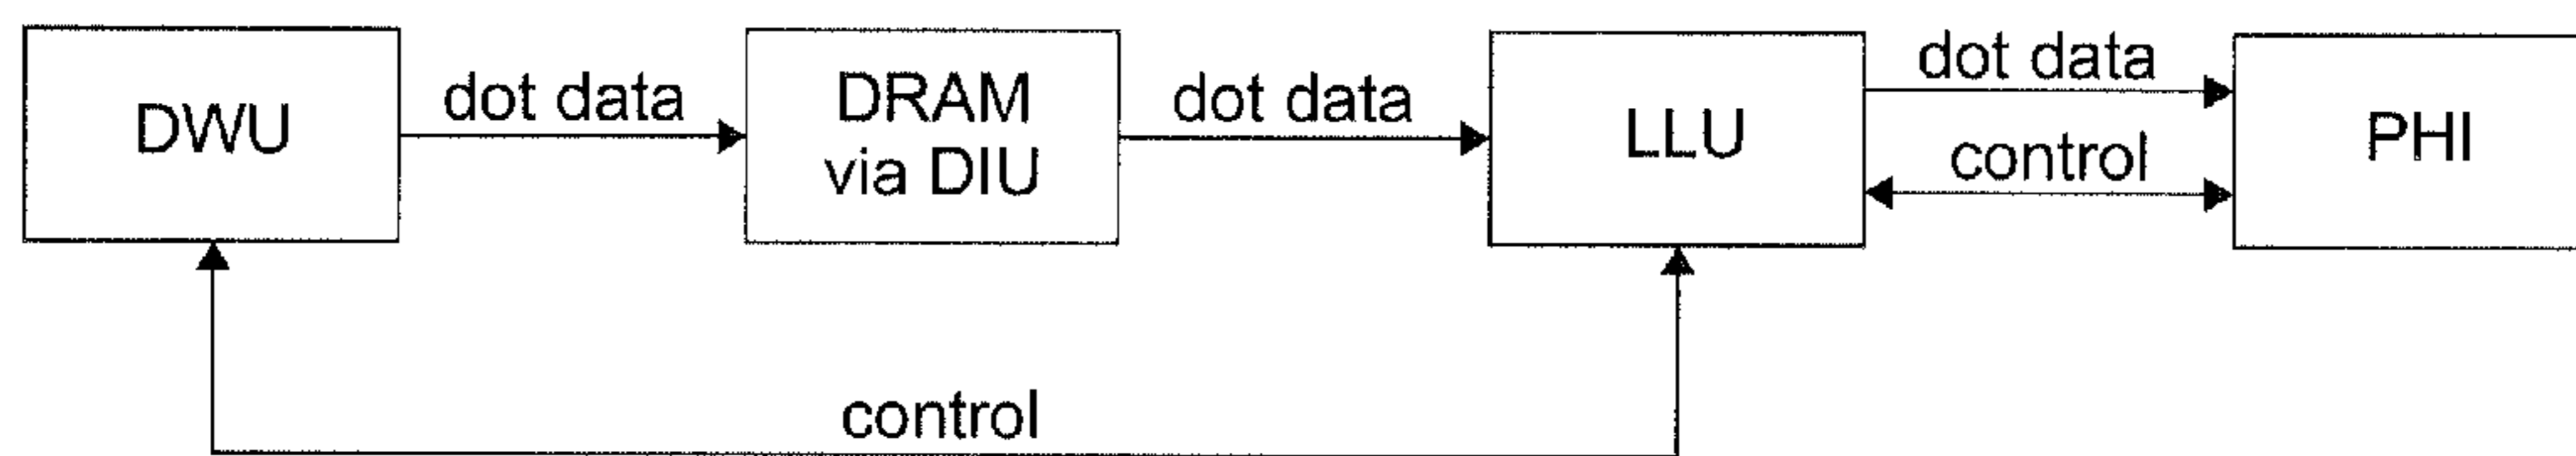 DWU
dot data
DRAM
via DIU
dot data
LLU
dot data
control
PHI
control